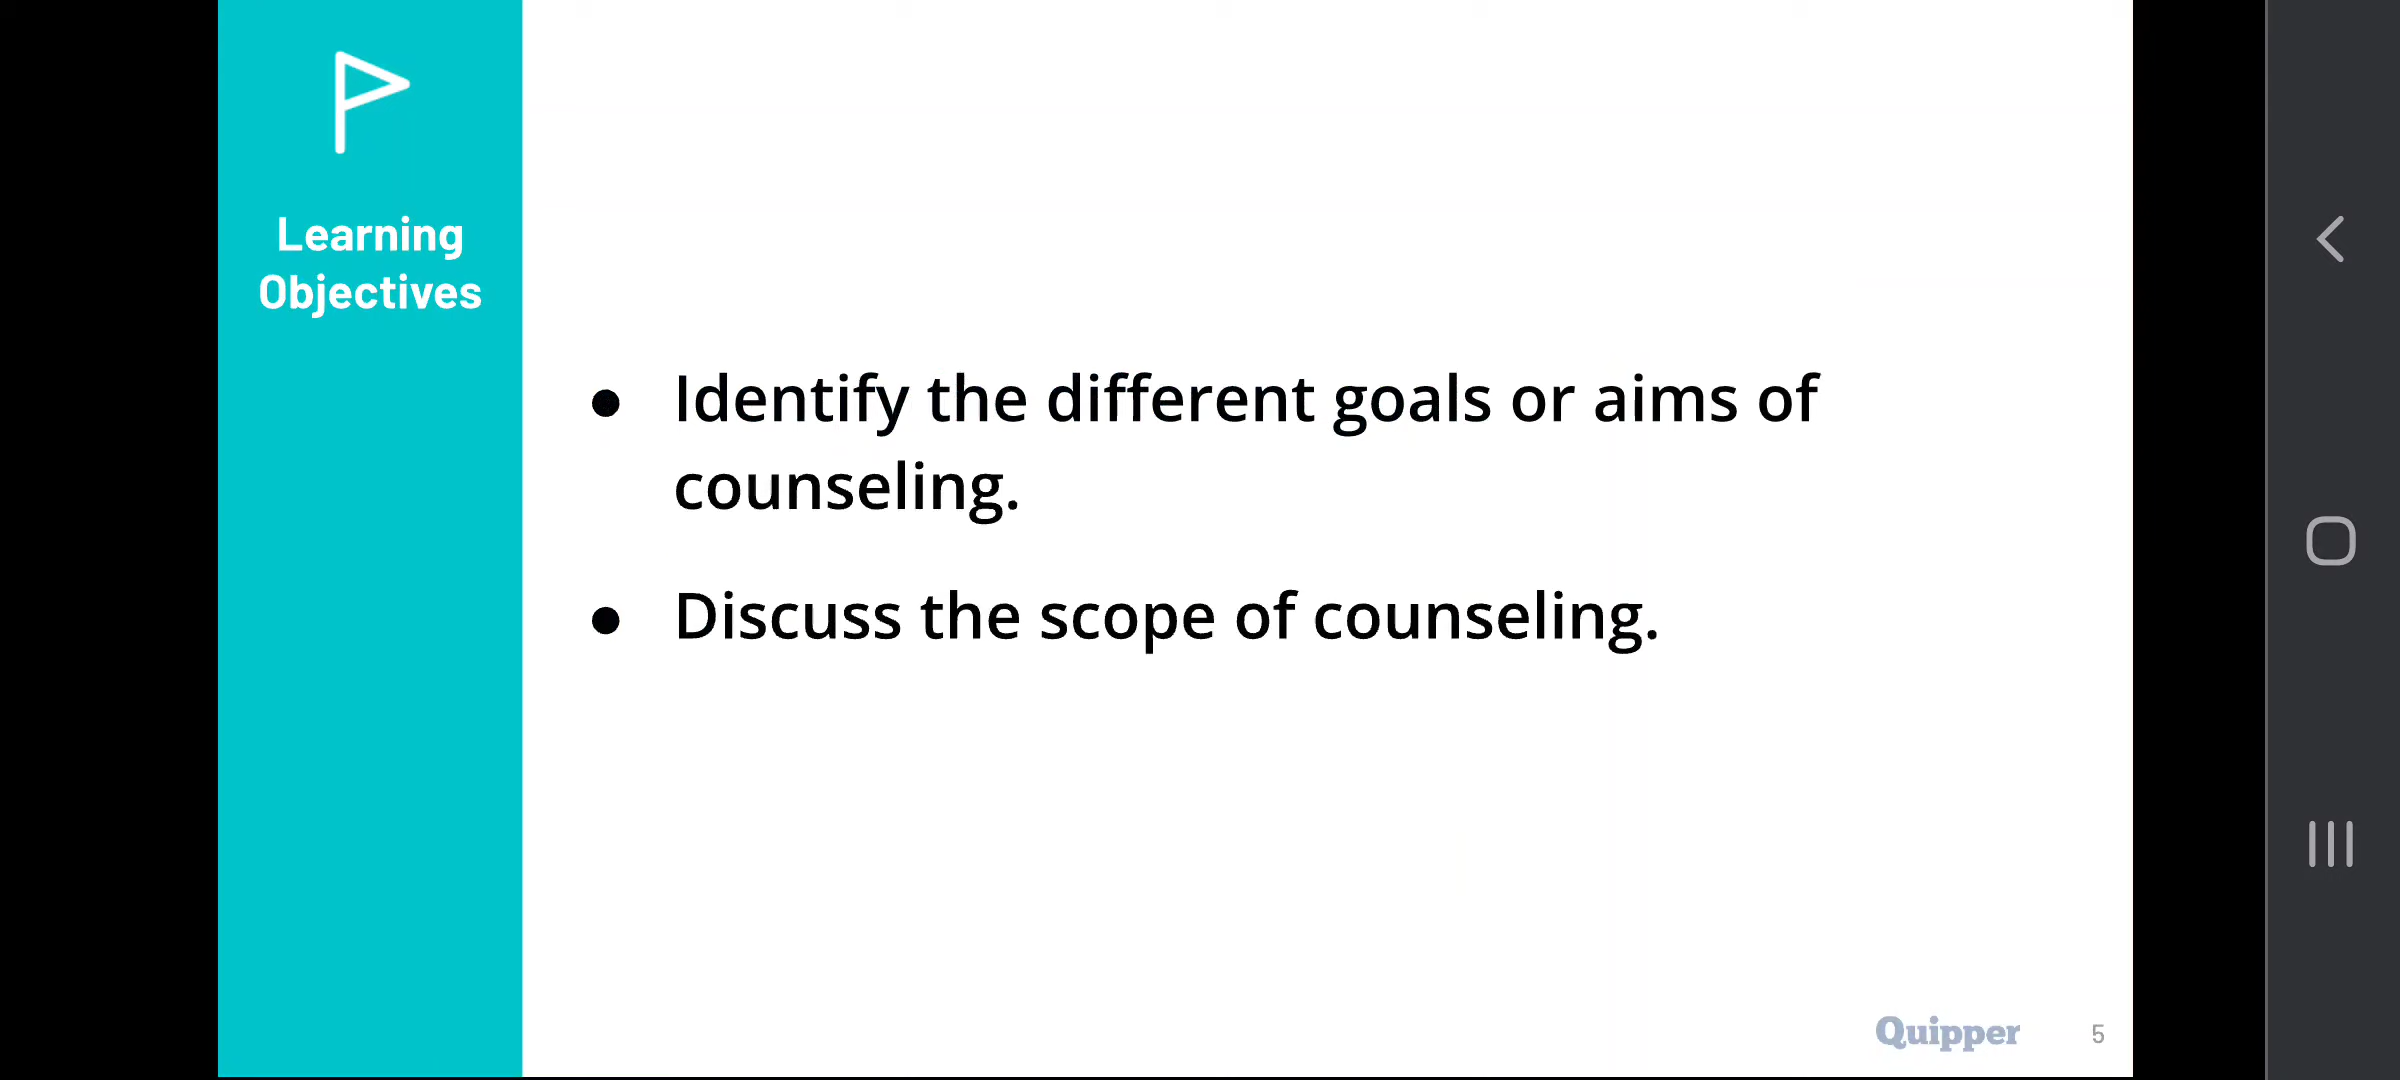 Learning
Objectives
● Identify the different goals or aims of
counseling.
● Discuss the scope of counseling.
Quipper
5